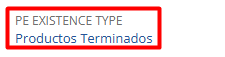 PE EXISTENCE TYPE
Productos Terminados